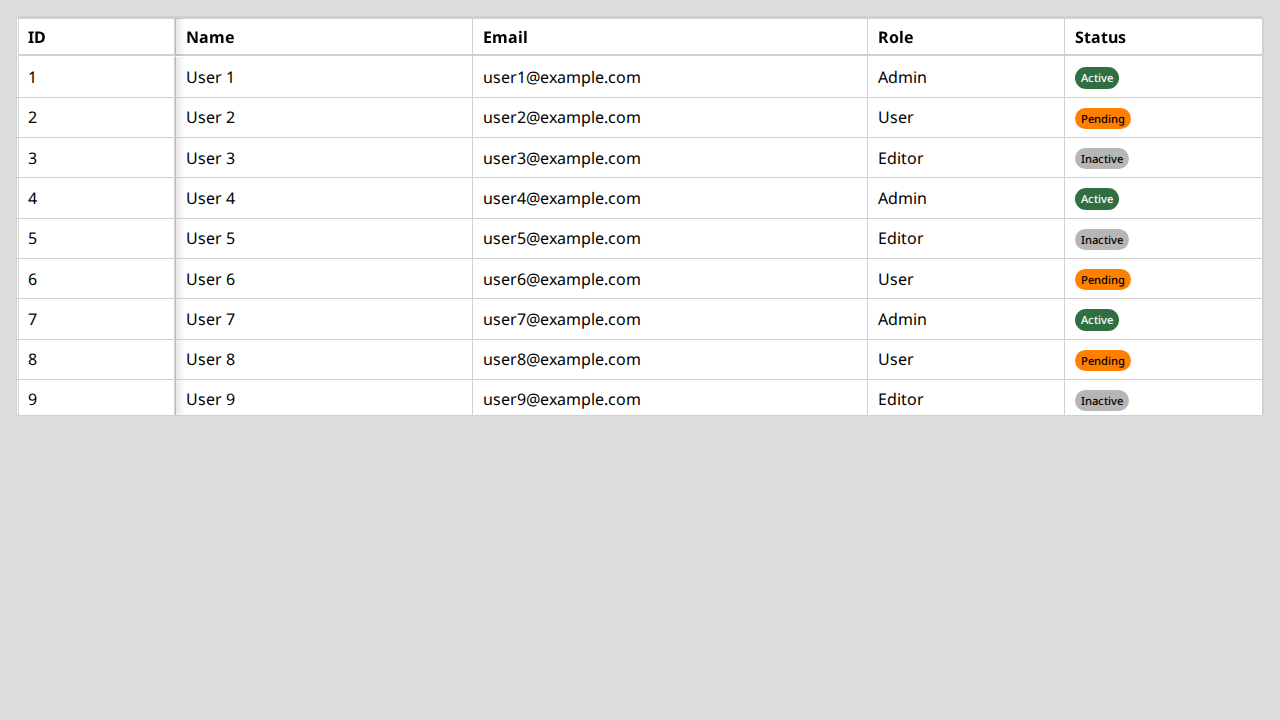 ID Name Email Role Status
1 User 1 user1@example.com Admin Active
2 User 2 user2@example.com User Pending
3 User 3 user3@example.com Editor Inactive
4 User 4 user4@example.com Admin Active
5 User 5 user5@example.com Editor Inactive
6 User 6 user6@example.com User Pending
7 User 7 user7@example.com Admin Active
8 User 8 user8@example.com User Pending
9 User 9 user9@example.com Editor Inactive